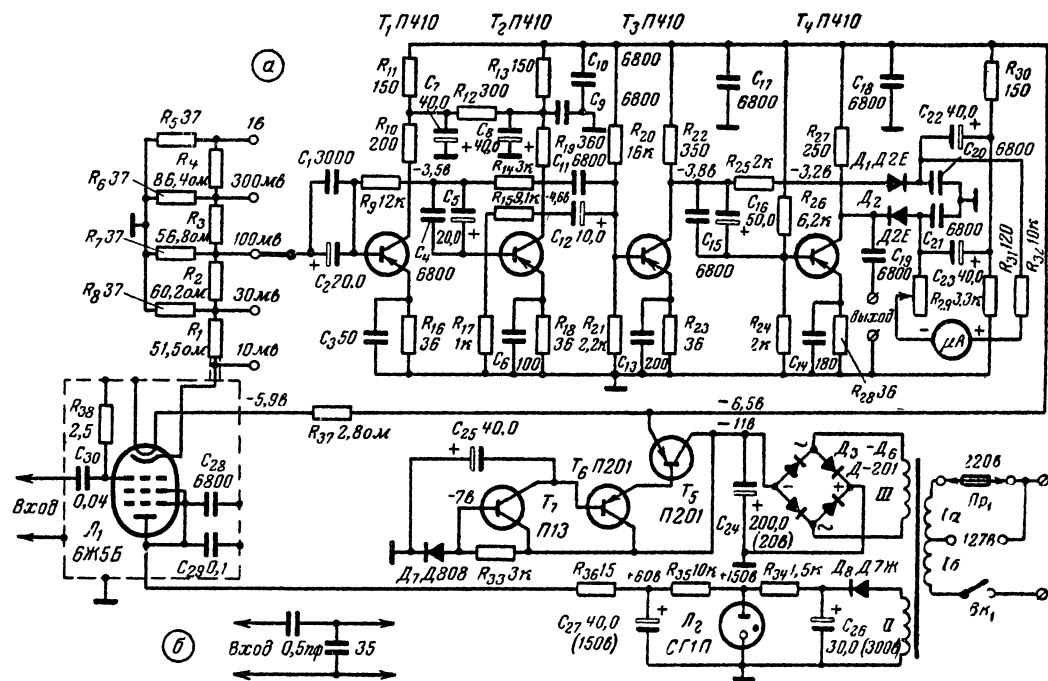 а
T₁ П410
T₂ П410
T₃ П410
T₄ П410
R₁₁
150
C₇
40,0
R₁₂ 300
R₁₃ 150
C₁₀
6800
C₉
6800
C₁₇
6800
C₁₈
6800
R₃₀
150
C₂₂ 40,0
R₅ 37
R₄
86,4ом
1в
R₆ 37
300мв
R₃
56,8ом
R₇ 37
100мв
R₂
60,2ом
R₈ 37
30мв
R₁
51,5ом
10мв
C₁ 3000
R₁₀
200
R₉ 12к
-3,5в
C₈
40,0
R₁₉
360
C₁₁
6800
R₁₄ 3к
R₁₅ 9,1к
-4,6в
C₅
20,0
C₄
6800
C₂ 20,0
C₁₂
10,0
R₂₀
16к
R₂₂
350
-3,8в
R₂₅ 2к
-3,2в
C₁₆
50,0
C₁₅
6800
R₂₆
6,2к
R₂₇
250
Д₁ Д2Е
Д₂
Д2Е
C₂₀
6800
C₂₁
6800
C₁₉
6800
C₂₃ 40,0
R₃₁ 120
R₃₂ 10к
R₂₉ 3,3к
μA
- +
Выход
C₃ 50
R₁₆
36
R₁₇
1к
C₆
100
R₁₈
36
R₂₁
2,2к
C₁₃
200
R₂₃
36
R₂₄
2к
C₁₄
180
R₂₈ 36
-5,9в
R₃₇ 2,8ом
-6,5в
-11в
R₃₈
2,5
C₃₀
0,04
Вход
Л₁
6Ж5Б
C₂₈
6800
C₂₉ 0,1
C₂₅ 40,0
-7в
T₇
П13
T₆ П201
T₅
П201
Д₇ Д808
R₃₃ 3к
C₂₄
200,0
(20в)
Д₃ -Д₆
Д-201
III
220в
Пр₁
Iа
127в
Iб
Вк₁
R₃₆ 15
+60в
R₃₅ 10к
+150в
R₃₄ 1,5к
Д₈ Д7Ж
C₂₇ 40,0
(150в)
Л₂
СГ1П
C₂₆
30,0 (300в)
II
б
Вход
0,5пф
35